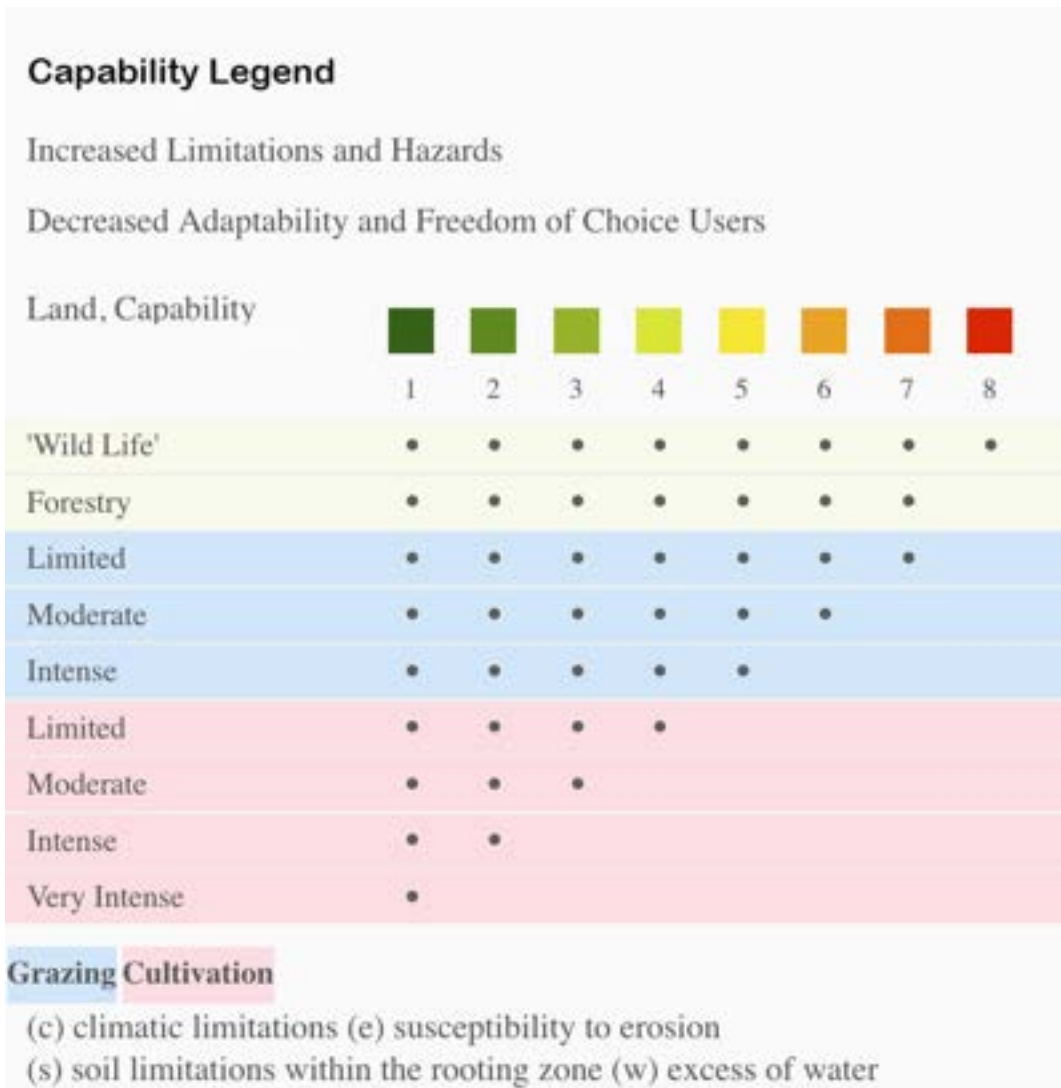 Capability Legend
Increased Limitations and Hazards
Decreased Adaptability and Freedom of Choice Users
Land, Capability
1 2 3 4 5 6 7 8
'Wild Life'
Forestry
Limited
Moderate
Intense
Limited
Moderate
Intense
Very Intense
Grazing Cultivation
(c) climatic limitations (e) susceptibility to erosion
(s) soil limitations within the rooting zone (w) excess of water